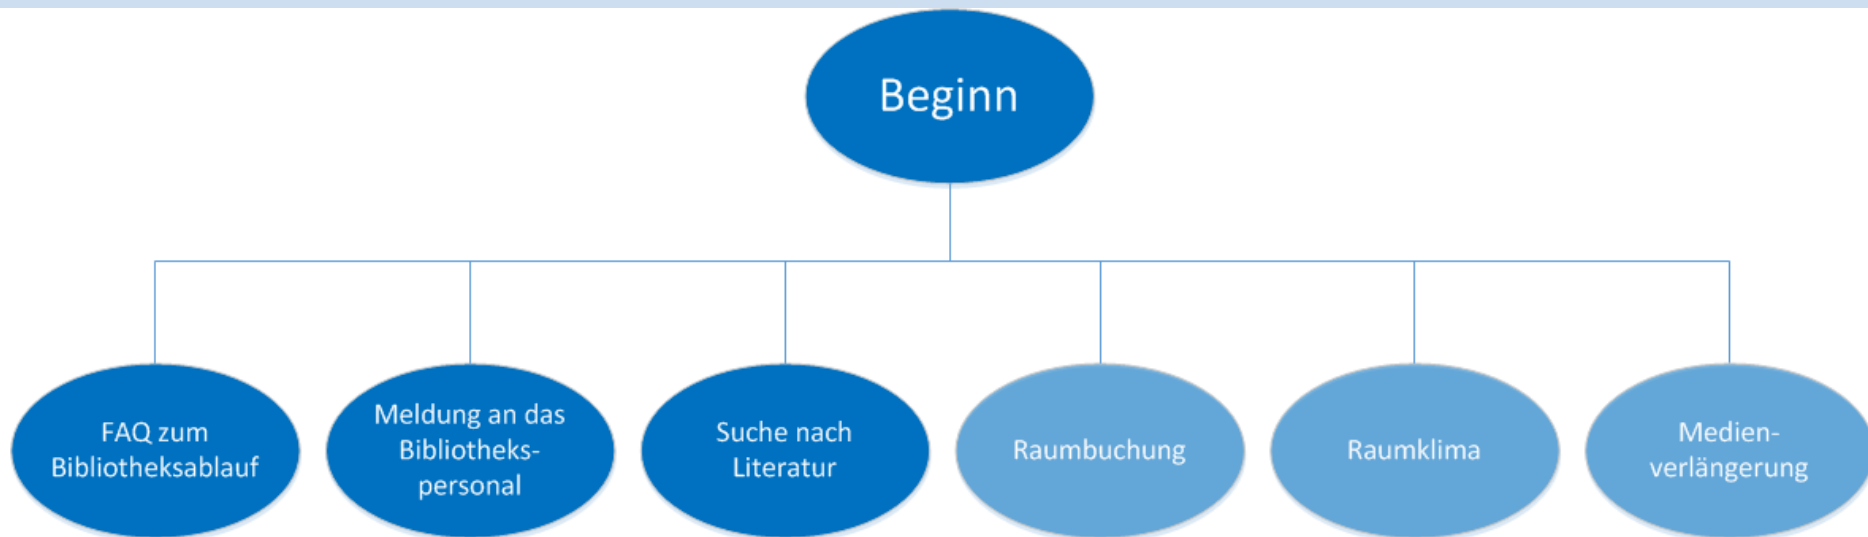 Beginn
FAQ zum
Bibliotheksablauf
Meldung an das
Bibliotheks-
personal
Suche nach
Literatur
Raumbuchung
Raumklima
Medien-
verlängerung